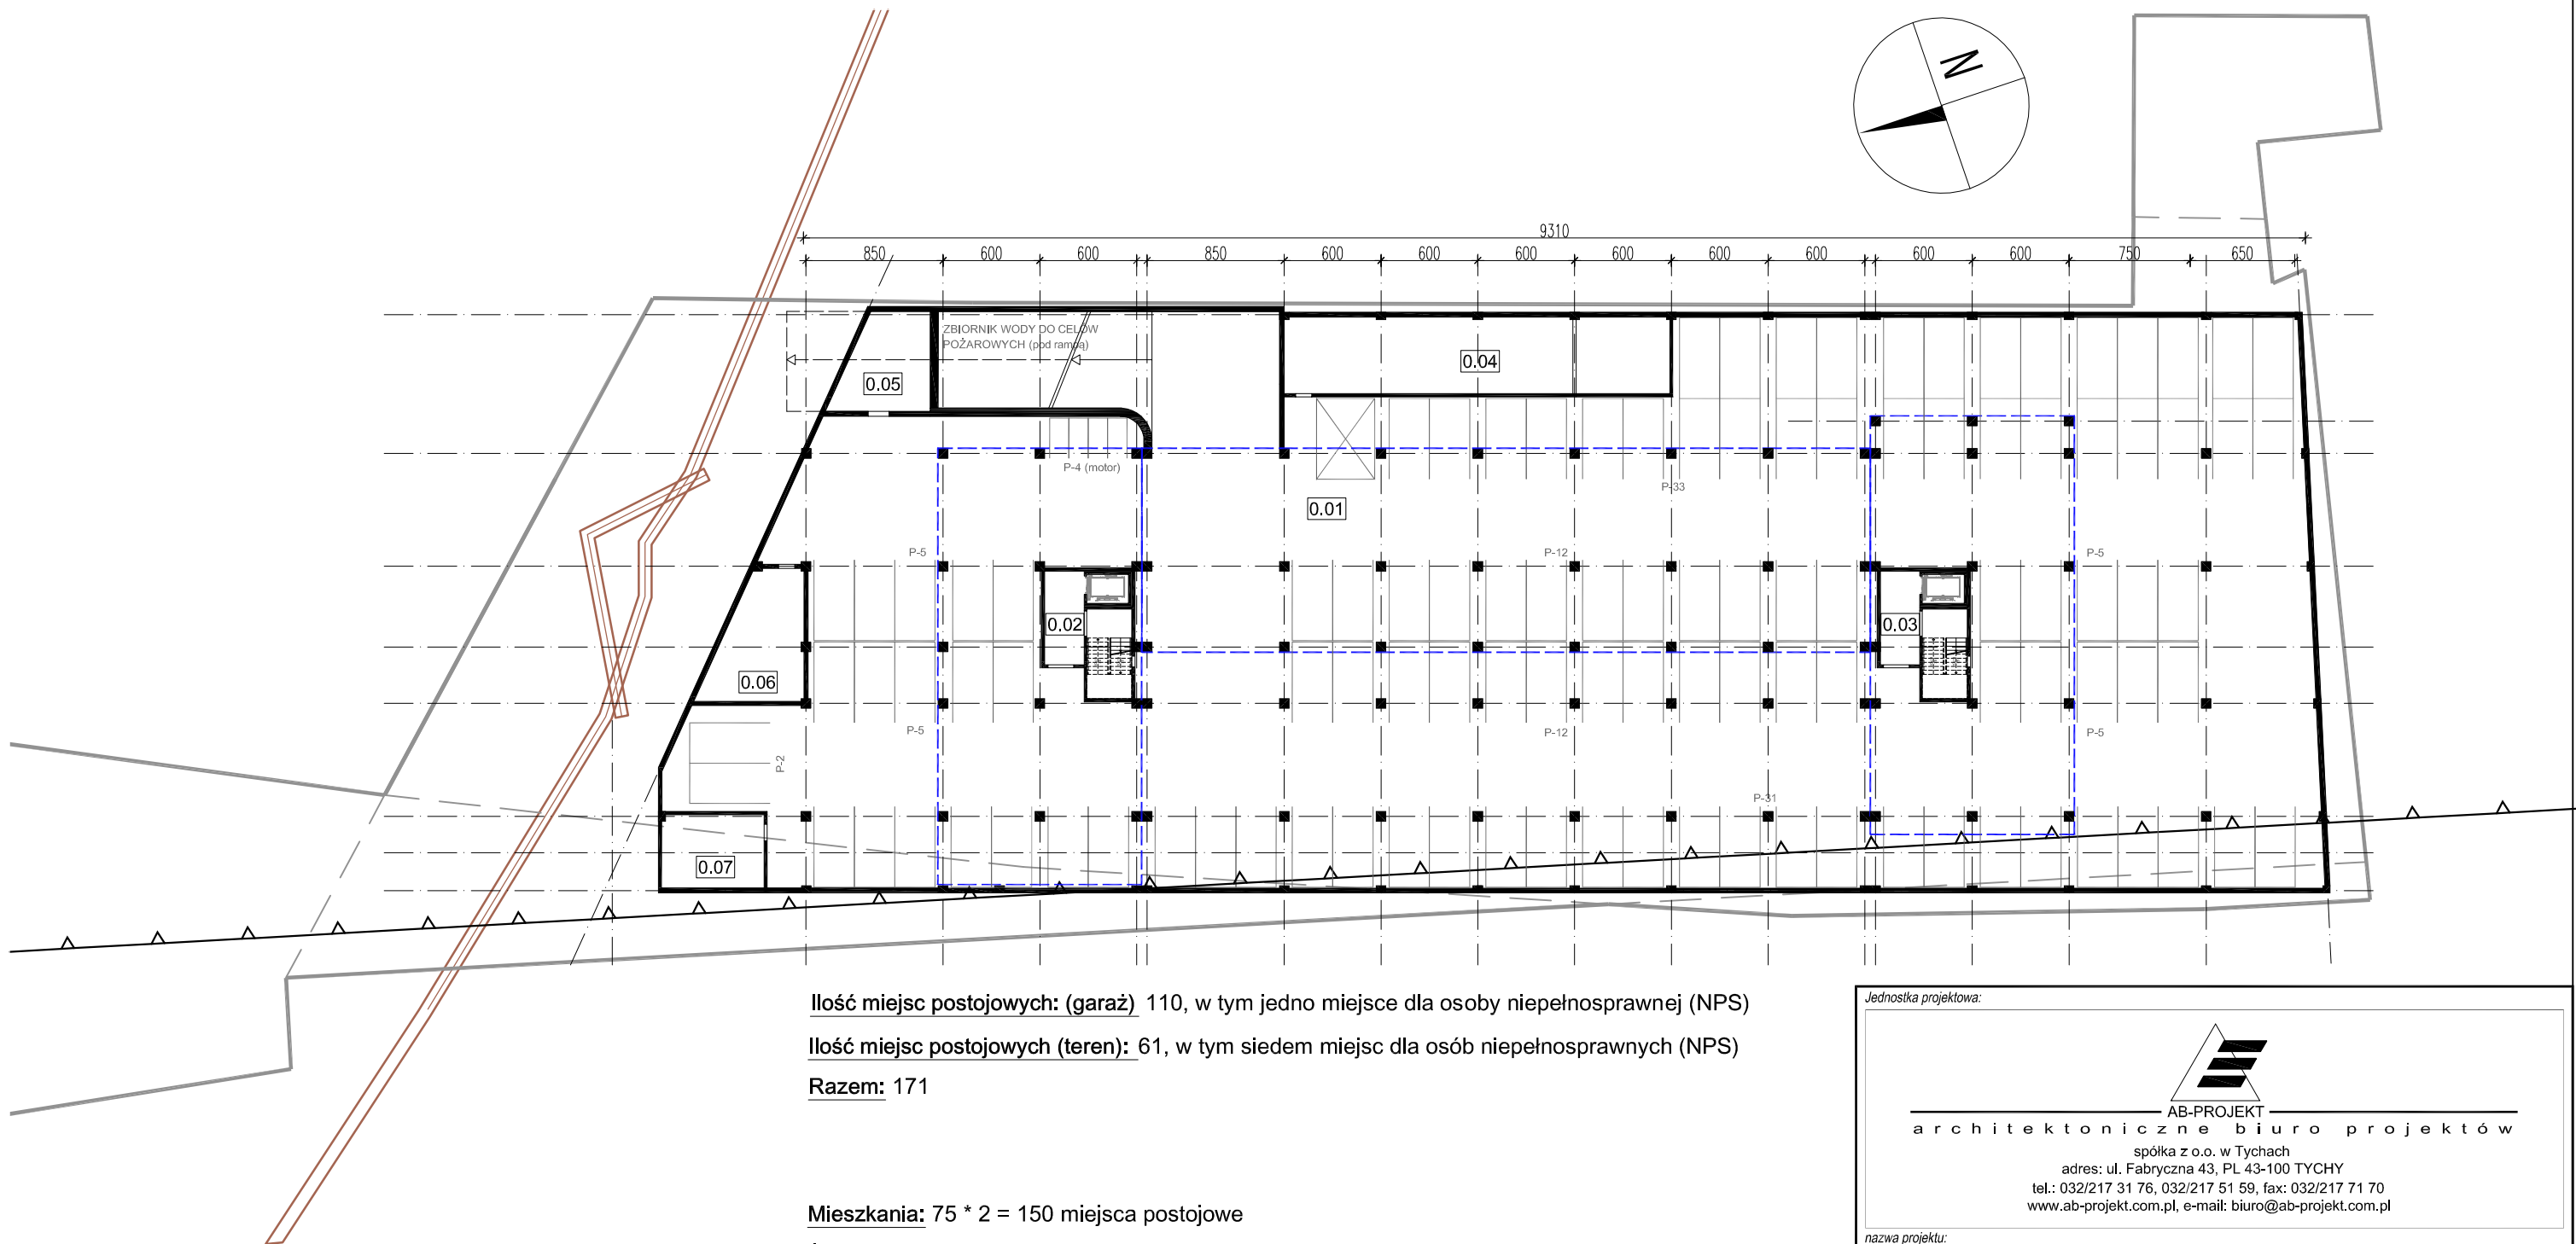 N
9310
850 600 600 850 600 600 600 600 600 600 600 600 750 650
ZBIORNIK WODY DO CELÓW
POŻAROWYCH (pod rampą)
0.05
0.04
P-4 (motor)
P-33
0.01
P-5
P-12
P-5
0.02
0.03
0.06
P-5
P-12
P-5
P-2
P-31
0.07
Ilość miejsc postojowych: (garaż) 110, w tym jedno miejsce dla osoby niepełnosprawnej (NPS)
Ilość miejsc postojowych (teren): 61, w tym siedem miejsc dla osób niepełnosprawnych (NPS)
Razem: 171
Mieszkania: 75 * 2 = 150 miejsca postojowe
Jednostka projektowa:
AB-PROJEKT
architektoniczne biuro projektów
spółka z o.o. w Tychach
adres: ul. Fabryczna 43, PL 43-100 TYCHY
tel.: 032/217 31 76, 032/217 51 59, fax: 032/217 71 70
www.ab-projekt.com.pl, e-mail: biuro@ab-projekt.com.pl
nazwa projektu: